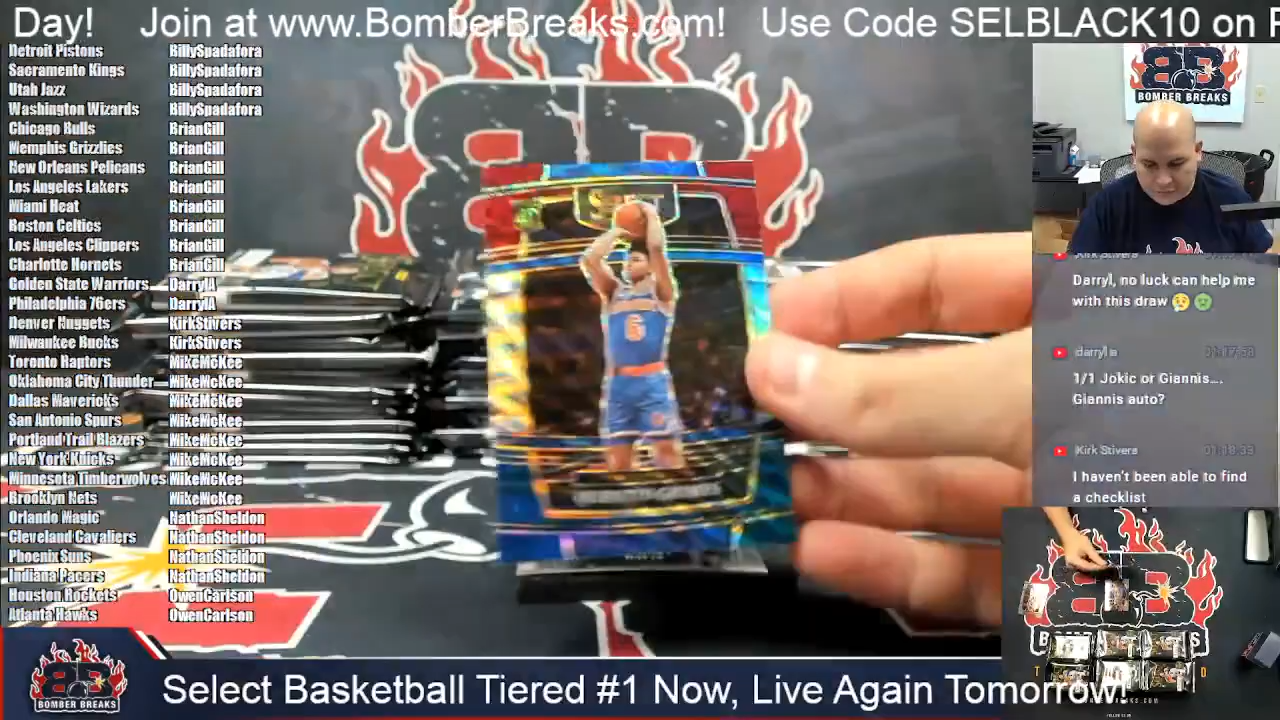 Day! Join at www.BomberBreaks.com! Use Code SELBLACK10 on F
Detroit Pistons BillySpadafora
Sacramento Kings BillySpadafora
Utah Jazz BillySpadafora
Washington Wizards BillySpadafora
Chicago Bulls BrianGill
Memphis Grizzlies BrianGill
New Orleans Pelicans BrianGill
Los Angeles Lakers BrianGill
Miami Heat BrianGill
Boston Celtics BrianGill
Los Angeles Clippers BrianGill
Charlotte Hornets BrianGill
Golden State Warriors DarrylA
Philadelphia 76ers DarrylA
Denver Nuggets KirkStivers
Milwaukee Bucks KirkStivers
Toronto Raptors MikeMcKee
Oklahoma City Thunder MikeMcKee
Dallas Mavericks MikeMcKee
San Antonio Spurs MikeMcKee
Portland Trail Blazers MikeMcKee
New York Knicks MikeMcKee
Minnesota Timberwolves MikeMcKee
Brooklyn Nets MikeMcKee
Orlando Magic NathanSheldon
Cleveland Cavaliers NathanSheldon
Phoenix Suns NathanSheldon
Indiana Pacers NathanSheldon
Houston Rockets OwenCarlson
Atlanta Hawks OwenCarlson
6
BOMBER BREAKS
Kirk Stivers
Darryl, no luck can help me
with this draw 😢🤢
darryl a
1/1 Jokic or Giannis....
Giannis auto?
Kirk Stivers 01:18:33
I haven't been able to find
a checklist
BOMBER BREAKS
Select Basketball Tiered #1 Now, Live Again Tomorrow!